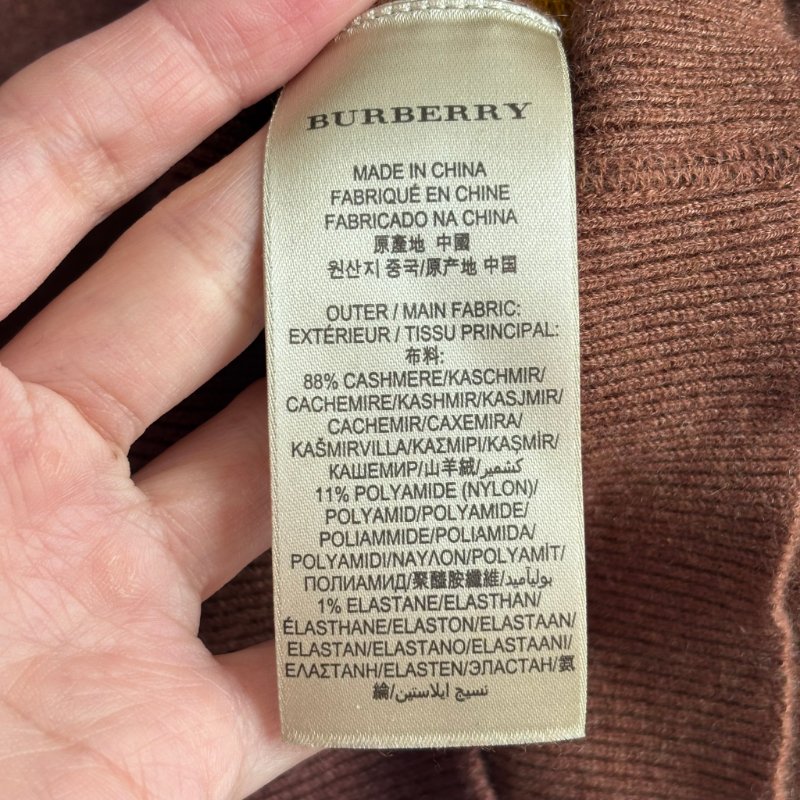 BURBERRY
MADE IN CHINA
FABRIQUÉ EN CHINE
FABRICADO NA CHINA
原產地 中國
원산지 중국/原产地 中国
OUTER / MAIN FABRIC:
EXTÉRIEUR / TISSU PRINCIPAL:
布料:
88% CASHMERE/KASCHMIR/
CACHEMIRE/KASHMIR/KASJMIR/
CACHEMIR/CAXEMIRA/
KAŠMIRVILLA/ΚΑΣΜΙΡΙ/KAŞMİR/
КАШЕМИР/山羊絨/كشمير
11% POLYAMIDE (NYLON)/
POLYAMID/POLYAMIDE/
POLIAMMIDE/POLIAMIDA/
POLYAMIDI/ΝΑΥΛΟΝ/POLYAMİT/
ПОЛИАМИД/聚醯胺纖維/بوليآميد
1% ELASTANE/ELASTHAN/
ÉLASTHANE/ELASTON/ELASTAAN/
ELASTAN/ELASTANO/ELASTAANI/
ΕΛΑΣΤΑΝΗ/ELASTEN/ЭЛАСТАН/氨
綸/نسيج ايلاستين